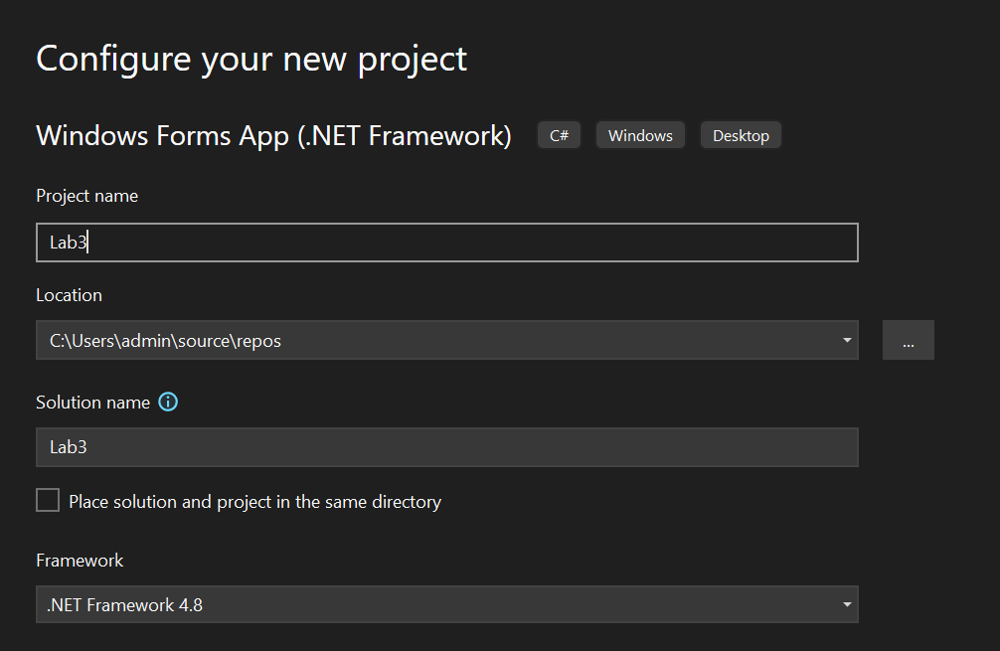 Configure your new project
Windows Forms App (.NET Framework) C# Windows Desktop
Project name
Lab3
Location
C:\Users\admin\source\repos
...
Solution name
Lab3
Place solution and project in the same directory
Framework
.NET Framework 4.8